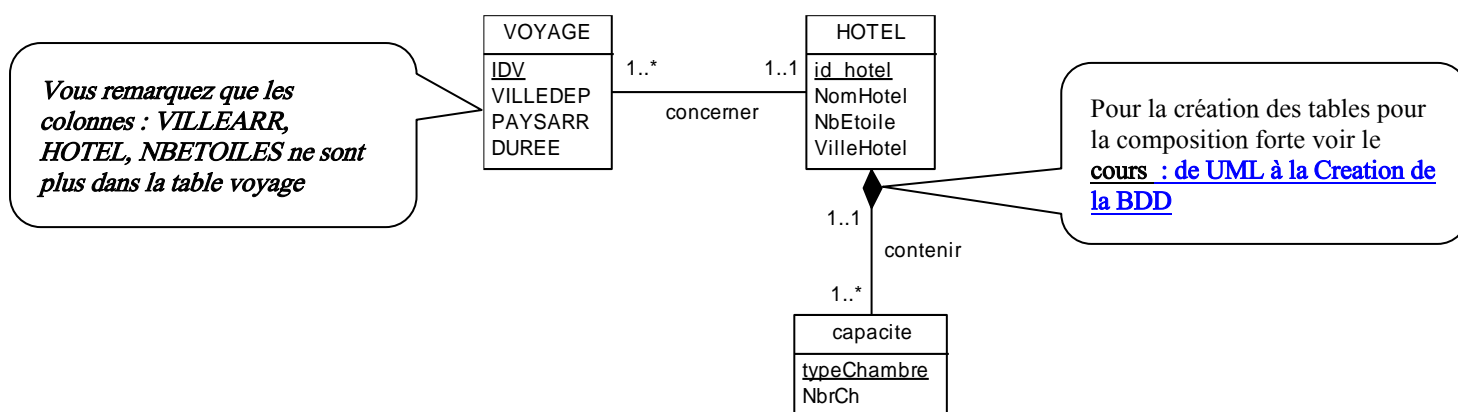 Vous remarquez que les
colonnes : VILLEARR,
HOTEL, NBETOILES ne sont
plus dans la table voyage
VOYAGE
IDV
VILLEDEP
PAYSARR
DUREE
1..*
1..1
concerner
HOTEL
id_hotel
NomHotel
NbEtoile
VilleHotel
Pour la création des tables pour
la composition forte voir le
cours : de UML à la Creation de
la BDD
1..1
contenir
1..*
capacite
typeChambre
NbrCh